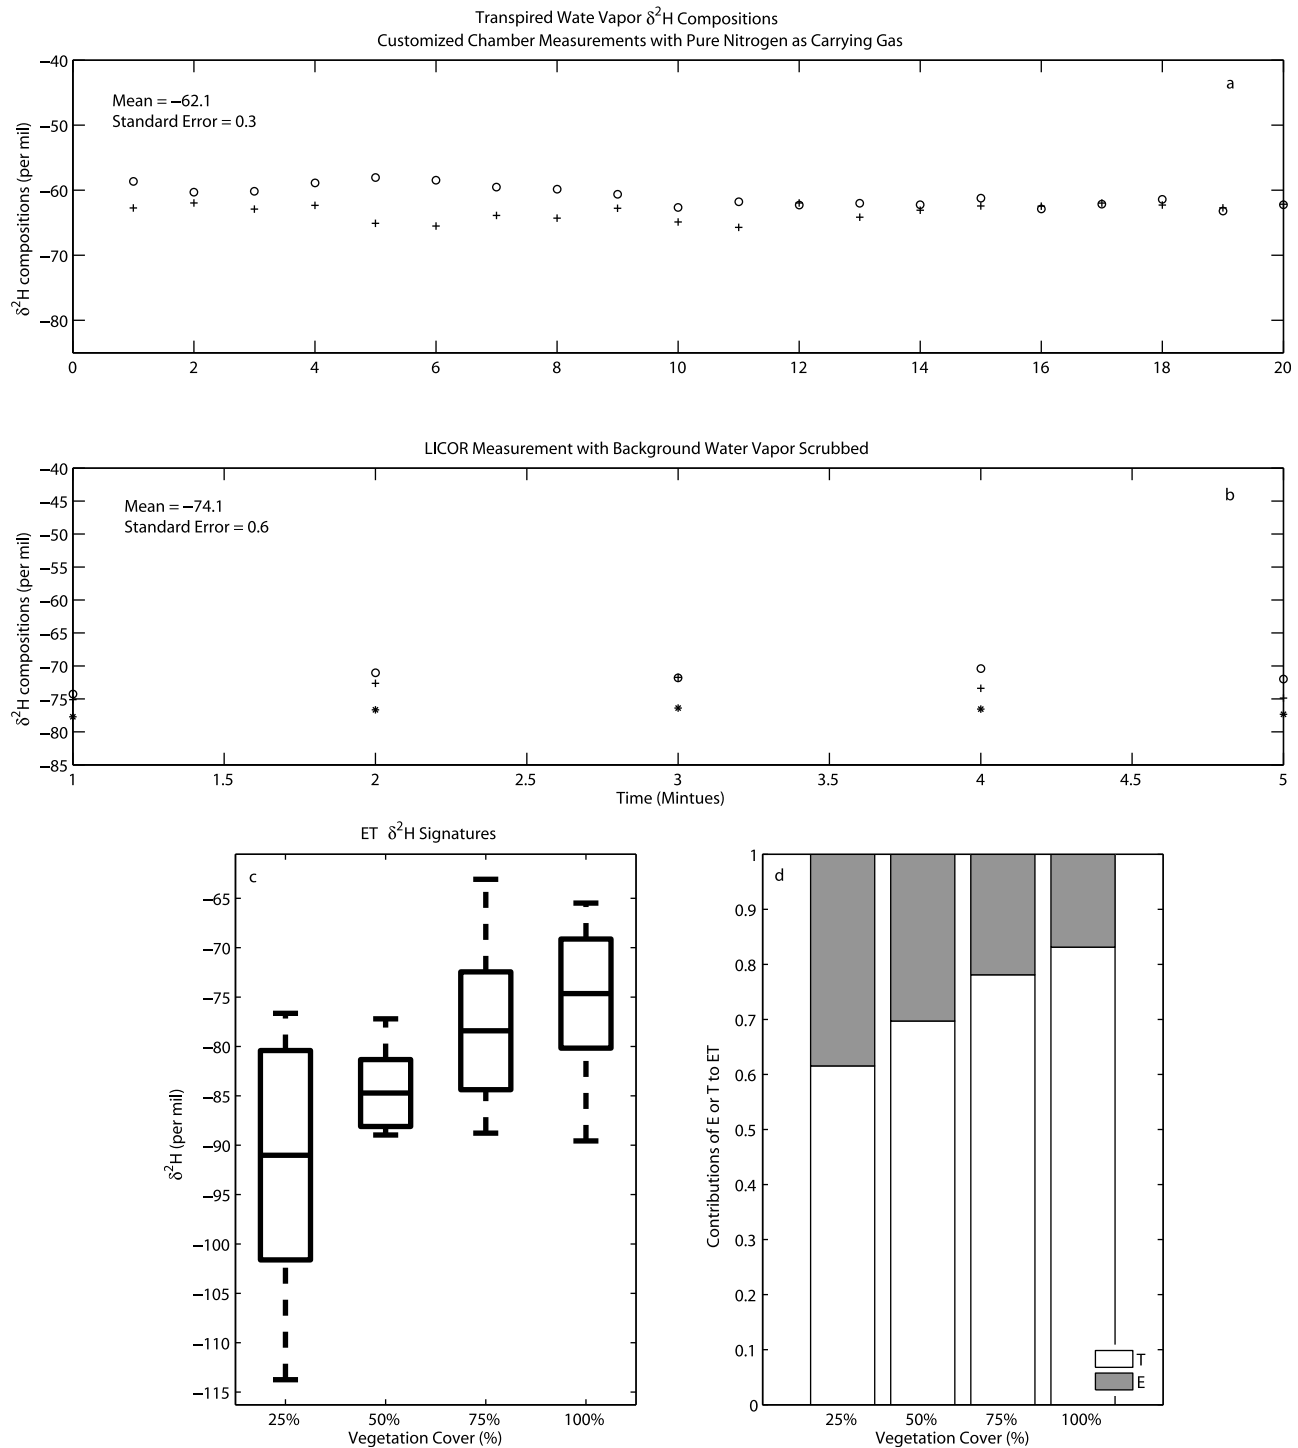 Transpired Wate Vapor δ²H Compositions
Customized Chamber Measurements with Pure Nitrogen as Carrying Gas
a
Mean = −62.1
Standard Error = 0.3
δ²H compositions (per mil)
−40
−50
−60
−70
−80
0 2 4 6 8 10 12 14 16 18 20
LICOR Measurement with Background Water Vapor Scrubbed
b
Mean = −74.1
Standard Error = 0.6
δ²H compositions (per mil)
−40
−45
−50
−55
−60
−65
−70
−75
−80
−85
1 1.5 2 2.5 3 3.5 4 4.5 5
Time (Mintues)
ET δ²H Signatures
c
δ²H (per mil)
−65
−70
−75
−80
−85
−90
−95
−100
−105
−110
−115
25% 50% 75% 100%
Vegetation Cover (%)
d
Contributions of E or T to ET
1
0.9
0.8
0.7
0.6
0.5
0.4
0.3
0.2
0.1
0
T
E
25% 50% 75% 100%
Vegetation Cover (%)